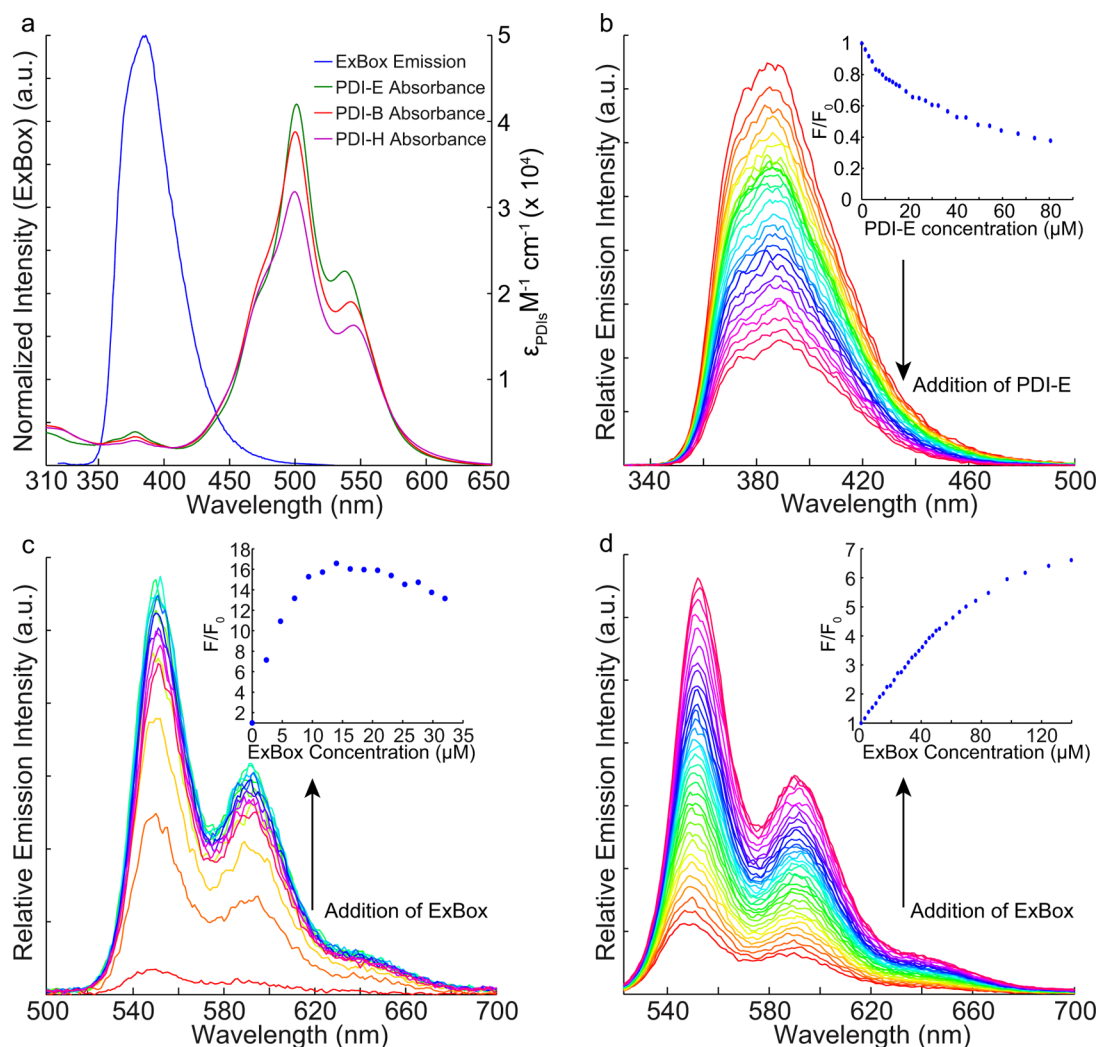 a
Normalized Intensity (ExBox) (a.u.)
ExBox Emission
PDI-E Absorbance
PDI-B Absorbance
PDI-H Absorbance
5
4
3
2
1
εPDIsM⁻¹ cm⁻¹ (x 10⁴)
310 350 400 450 500 550 600 650
Wavelength (nm)
b
Relative Emission Intensity (a.u.)
F/F₀
1
0.8
0.6
0.4
0.2
0
0 20 40 60 80 100
PDI-E concentration (µM)
Addition of PDI-E
340 380 420 460 500
Wavelength (nm)
c
Relative Emission Intensity (a.u.)
F/F₀
18
16
14
12
10
8
6
4
2
0 5 10 15 20 25 30 35
ExBox Concentration (µM)
Addition of ExBox
500 540 580 620 660 700
Wavelength (nm)
d
Relative Emission Intensity (a.u.)
F/F₀
7
6
5
4
3
2
1
0 20 40 60 80 100 120
ExBox Concentration (µM)
Addition of ExBox
540 580 620 660 700
Wavelength (nm)